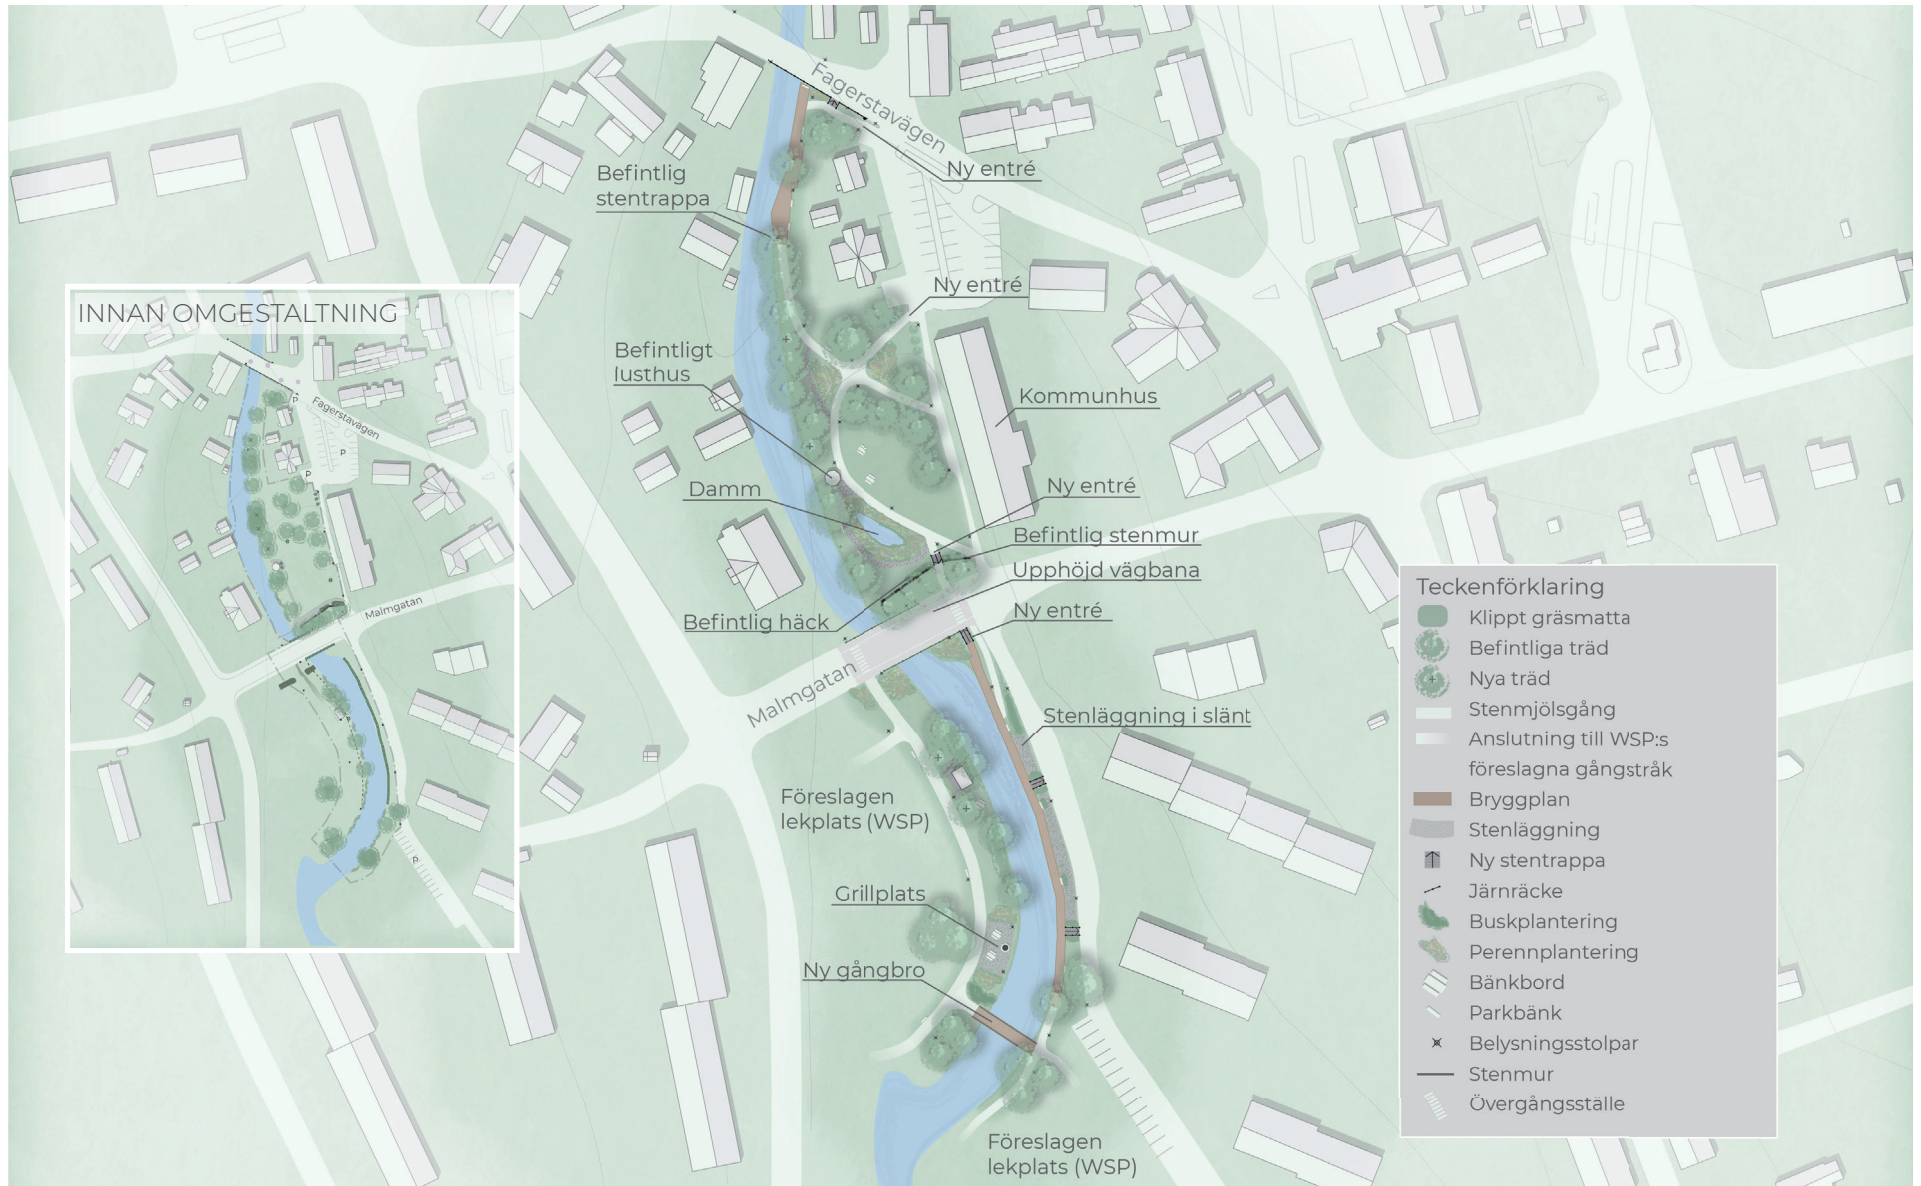 Fagerstavägen
Ny entré
Befintlig
stentrappa
Ny entré
INNAN OMGESTALTNING
Befintligt
lusthus
Kommunhus
P
Fagerstavägen
P
P
Damm
Ny entré
Befintlig stenmur
Upphöjd vägbana
Malmgatan
Ny entré
Befintlig häck
Malmgatan
Stenläggning i slänt
Föreslagen
lekplats (WSP)
P
Grillplats
Ny gångbro
Föreslagen
lekplats (WSP)
Teckenförklaring
Klippt gräsmatta
Befintliga träd
Nya träd
Stenmjölsgång
Anslutning till WSP:s
föreslagna gångstråk
Bryggplan
Stenläggning
Ny stentrappa
Järnräcke
Buskplantering
Perennplantering
Bänkbord
Parkbänk
Belysningsstolpar
Stenmur
Övergångsställe